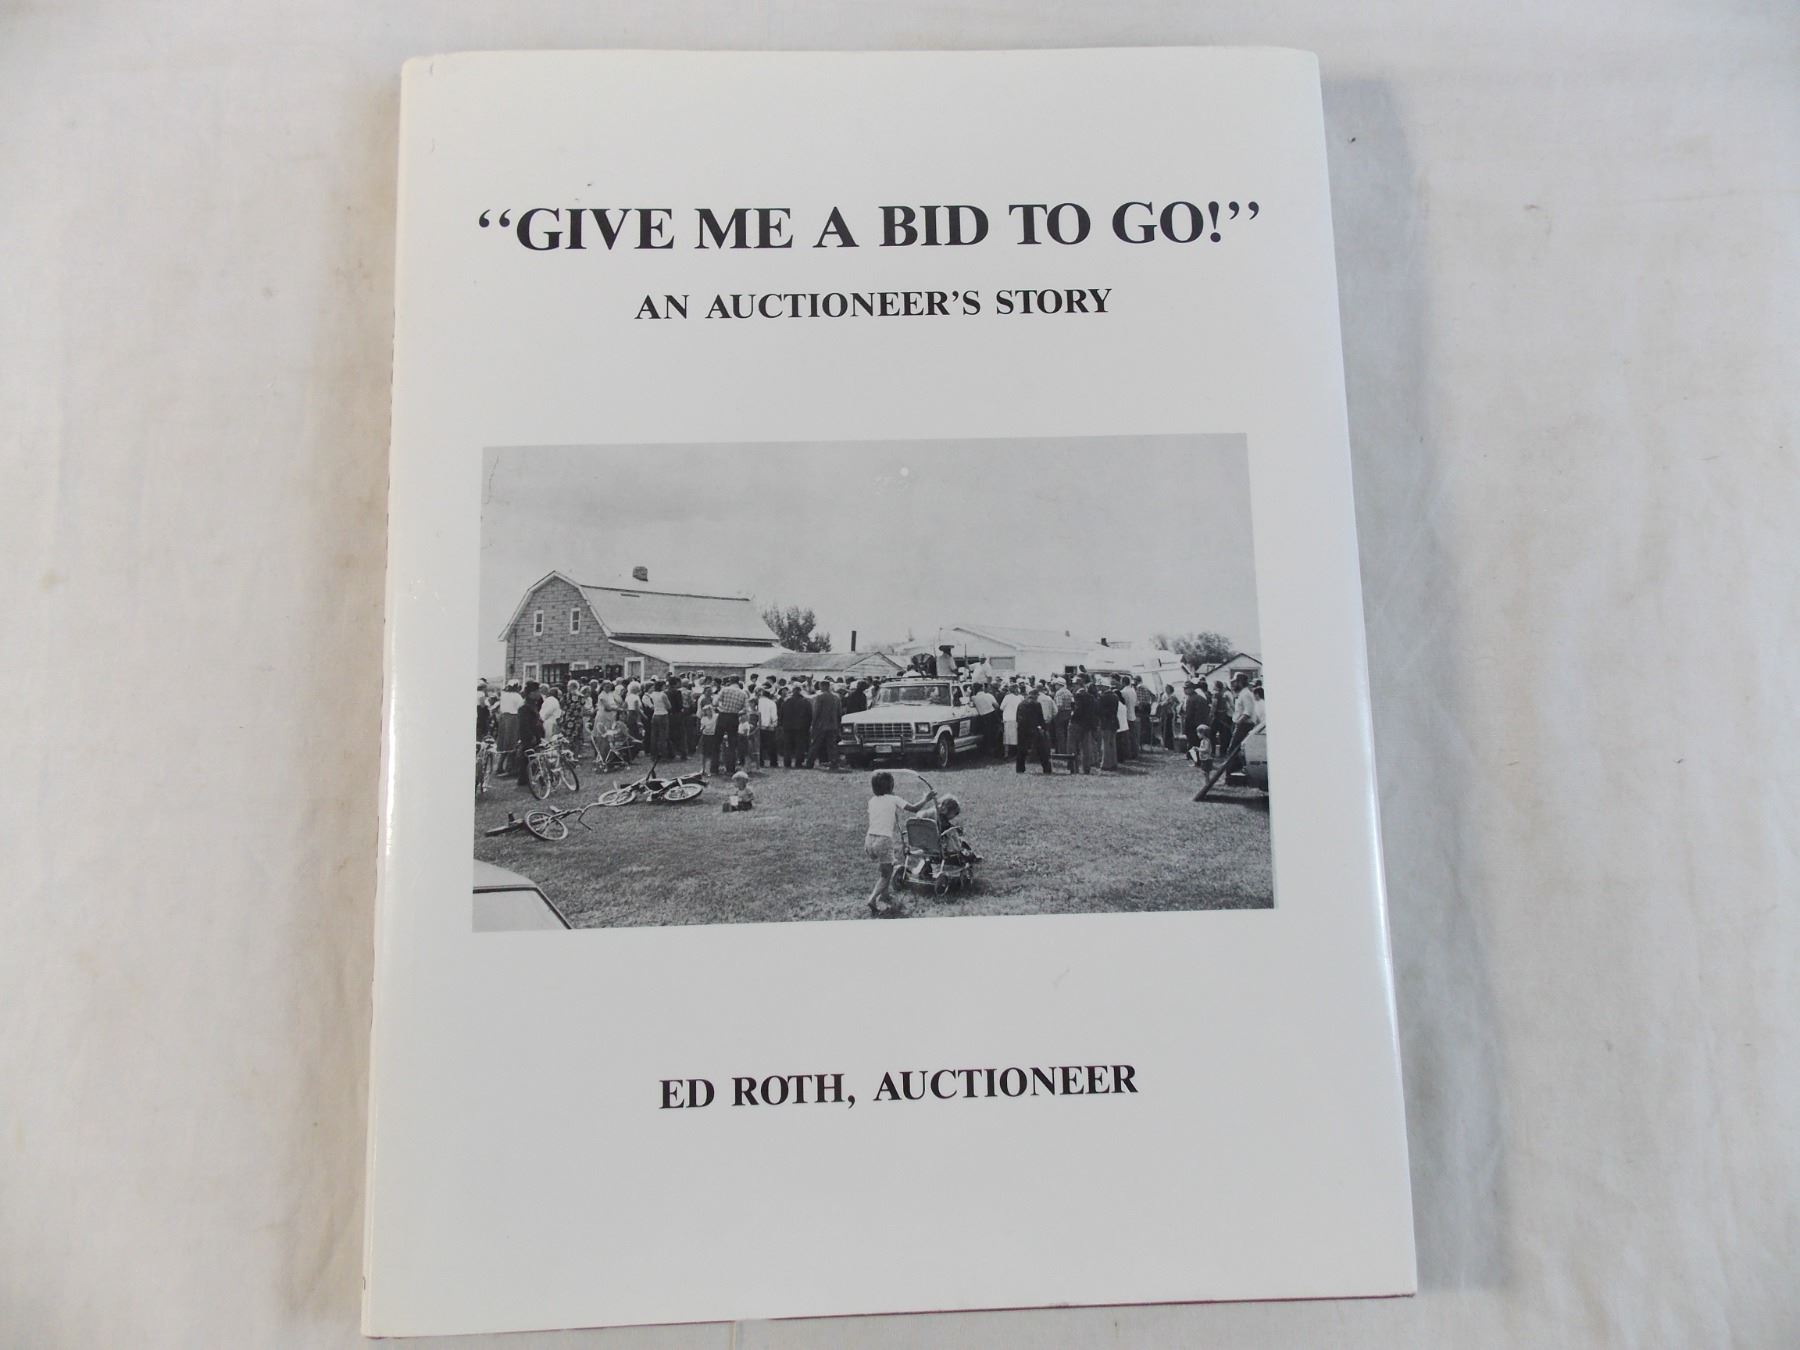 “GIVE ME A BID TO GO!”
AN AUCTIONEER’S STORY
ED ROTH, AUCTIONEER